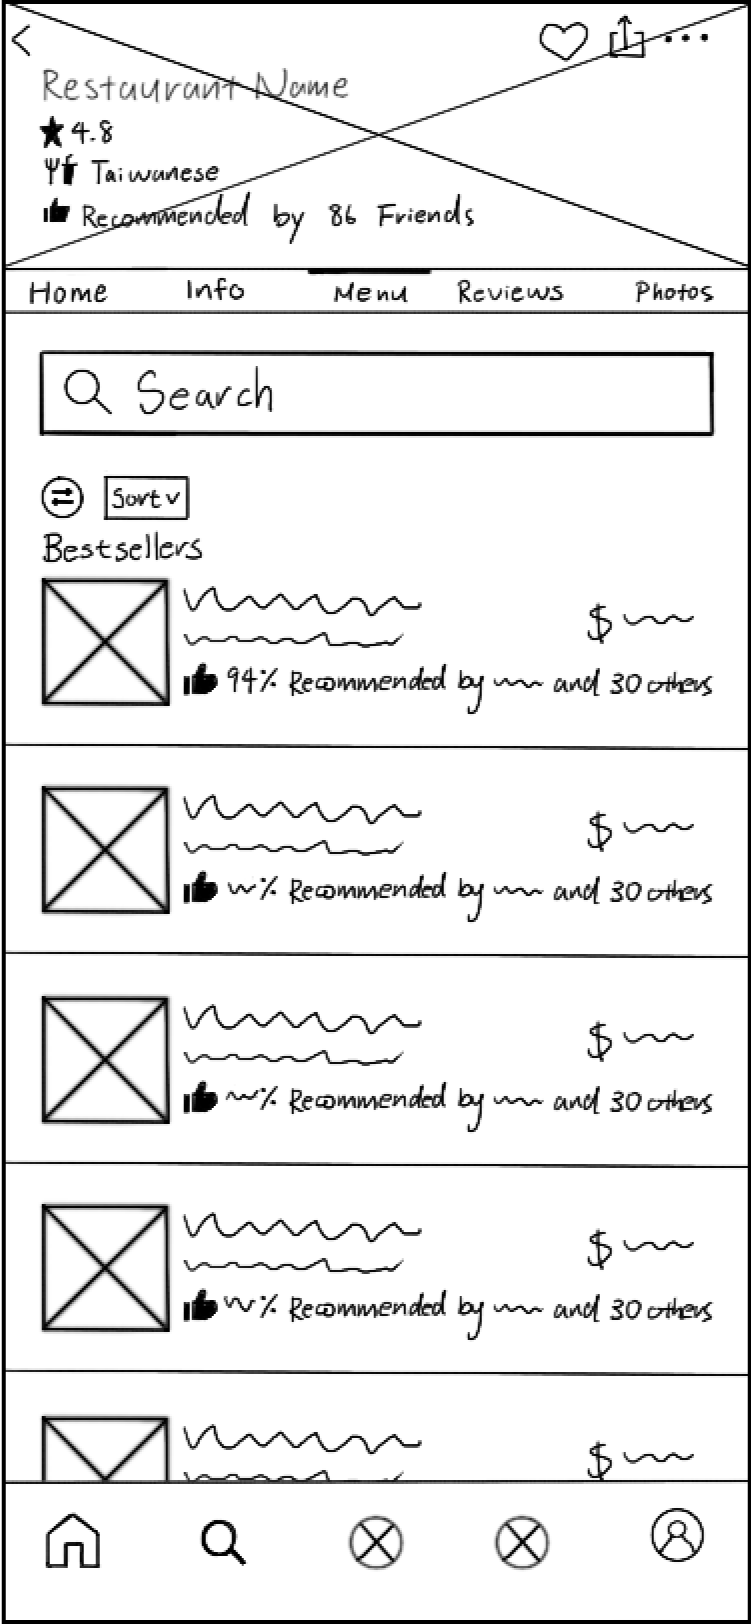 Restaurant Name
4.8
Taiwanese
Recommended by 86 Friends
Home Info Menu Reviews Photos
Search
Sort
Bestsellers
$
94% Recommended by and 30 others
$
% Recommended by and 30 others
$
% Recommended by and 30 others
$
% Recommended by and 30 others
$